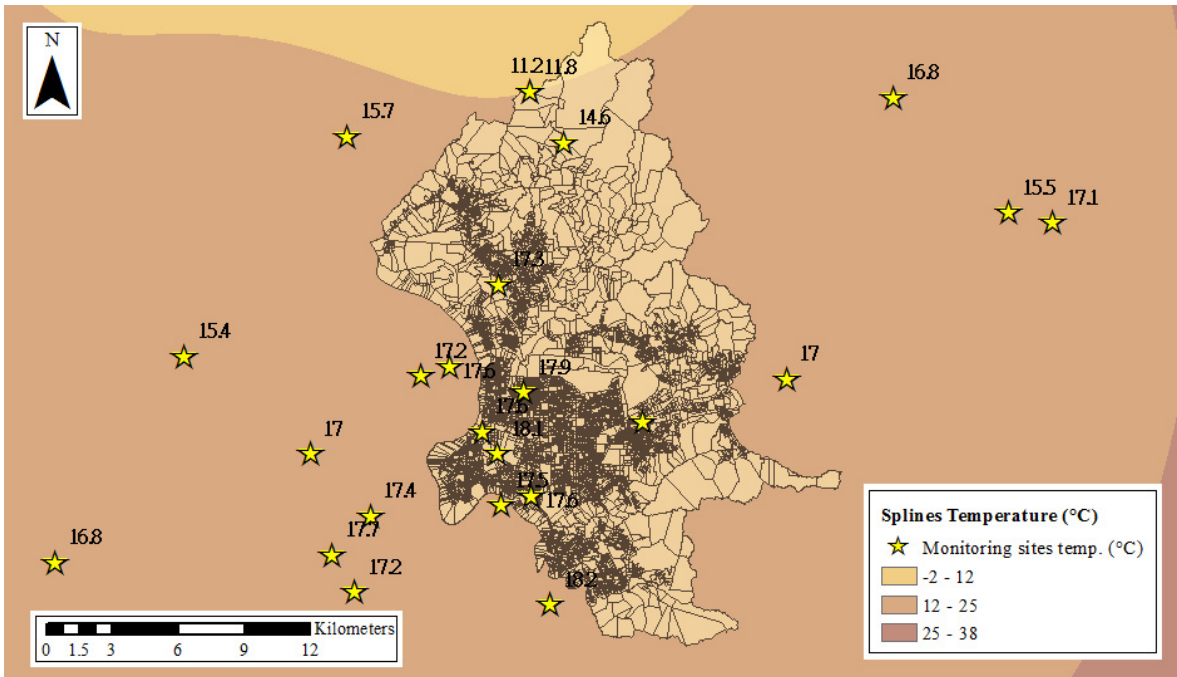 N
11.2 11.8
16.8
15.7
14.6
15.5
17.1
17.3
15.4
17.2
17.6
17.9
17
17.6
18.1
17
17.5
17.6
17.4
17.7
16.8
17.2
18.2
Splines Temperature (°C)
Monitoring sites temp. (°C)
-2 - 12
12 - 25
25 - 38
Kilometers
0 1.5 3 6 9 12